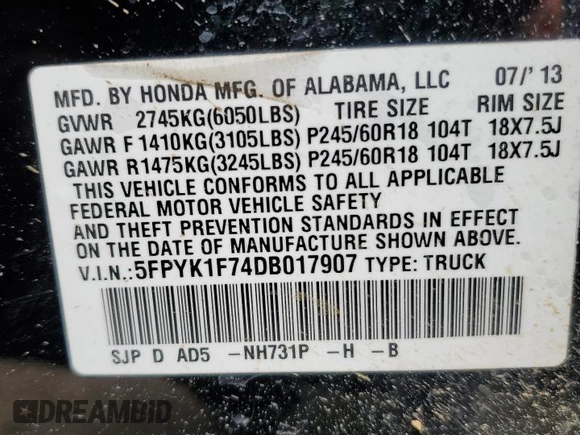 MFD. BY HONDA MFG. OF ALABAMA, LLC 07/'13
GVWR 2745KG(6050LBS) TIRE SIZE RIM SIZE
GAWR F 1410KG(3105LBS) P245/60R18 104T 18X7.5J
GAWR R1475KG(3245LBS) P245/60R18 104T 18X7.5J
THIS VEHICLE CONFORMS TO ALL APPLICABLE
FEDERAL MOTOR VEHICLE SAFETY
AND THEFT PREVENTION STANDARDS IN EFFECT
ON THE DATE OF MANUFACTURE SHOWN ABOVE.
V.I.N.:5FPYK1F74DB017907 TYPE: TRUCK
SJP D AD5 -NH731P -H -B
DREAMBID